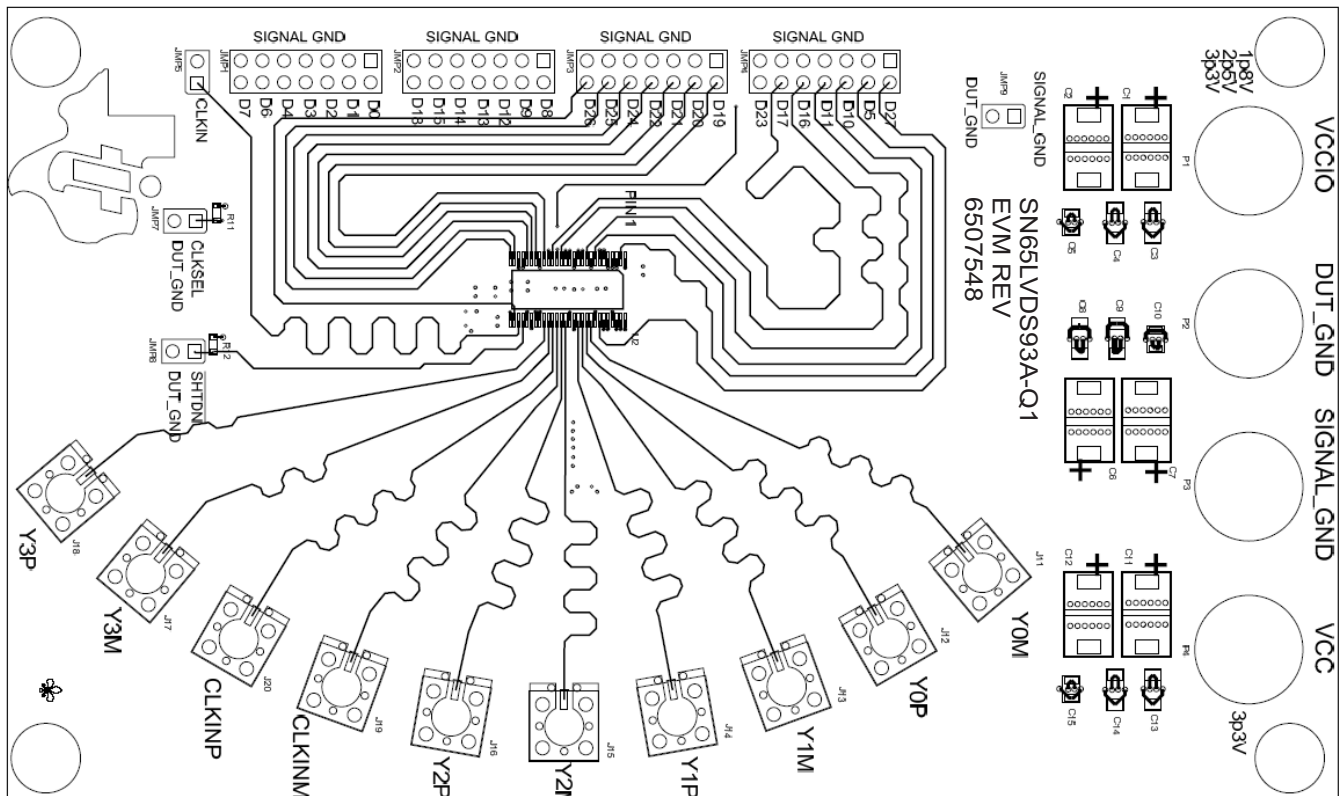 SIGNAL GND
SIGNAL GND
SIGNAL GND
SIGNAL GND
JMP5
JMP1
JMP2
JMP3
JMP6
CLKIN
D7
D6
D4
D3
D2
D1
D0
D18
D15
D14
D13
D12
D9
D8
D26
D25
D24
D22
D21
D20
D19
D23
D17
D16
D11
D10
D5
D27
JMP9
SIGNAL_GND
DUT_GND
1p8V
2p5V
3p3V
C2
C1
P1
VCCIO
C5
C4
C3
PIN1
SN65LVDS93A-Q1
EVM REV
6507548
JMP7
R11
CLKSEL
DUT_GND
C8
C9
C10
P2
DUT_GND
JMP8
R12
SHTDN
DUT_GND
U2
C6
C7
P3
SIGNAL_GND
C12
C11
P4
VCC
C15
C14
C13
3p3V
J18
Y3P
J17
Y3M
J20
CLKINP
J19
CLKINM
J16
Y2P
J15
Y2M
J14
Y1P
J13
Y1M
J12
Y0P
J11
Y0M